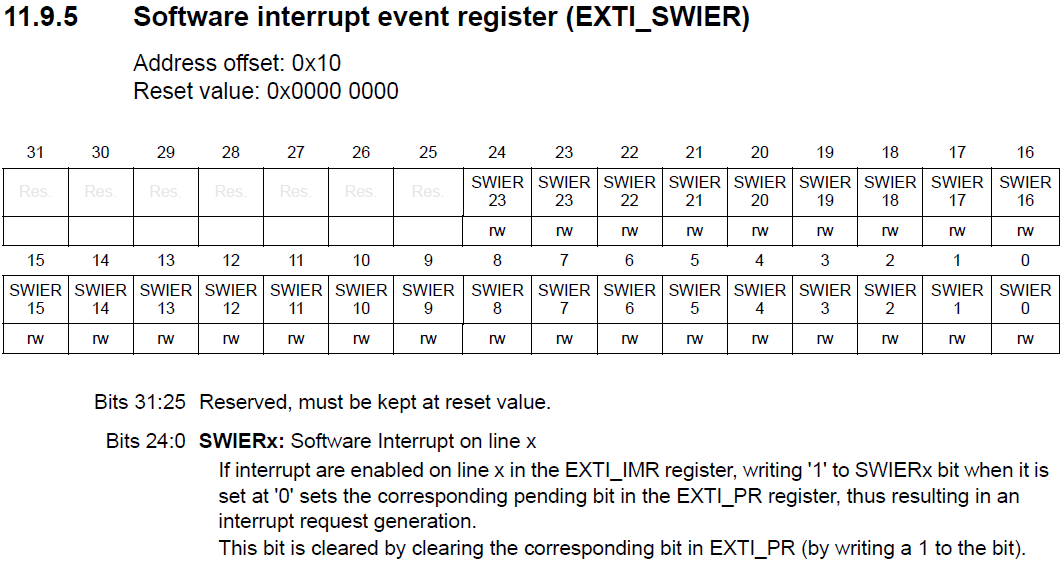 11.9.5 Software interrupt event register (EXTI_SWIER)
Address offset: 0x10
Reset value: 0x0000 0000
31 30 29 28 27 26 25 24 23 22 21 20 19 18 17 16
Res. Res. Res. Res. Res. Res. Res. SWIER SWIER SWIER SWIER SWIER SWIER SWIER SWIER SWIER
23 23 22 21 20 19 18 17 16
rw rw rw rw rw rw rw rw rw
15 14 13 12 11 10 9 8 7 6 5 4 3 2 1 0
SWIER SWIER SWIER SWIER SWIER SWIER SWIER SWIER SWIER SWIER SWIER SWIER SWIER SWIER SWIER SWIER
15 14 13 12 11 10 9 8 7 6 5 4 3 2 1 0
rw rw rw rw rw rw rw rw rw rw rw rw rw rw rw rw
Bits 31:25 Reserved, must be kept at reset value.
Bits 24:0 SWIERx: Software Interrupt on line x
If interrupt are enabled on line x in the EXTI_IMR register, writing '1' to SWIERx bit when it is
set at '0' sets the corresponding pending bit in the EXTI_PR register, thus resulting in an
interrupt request generation.
This bit is cleared by clearing the corresponding bit in EXTI_PR (by writing a 1 to the bit).